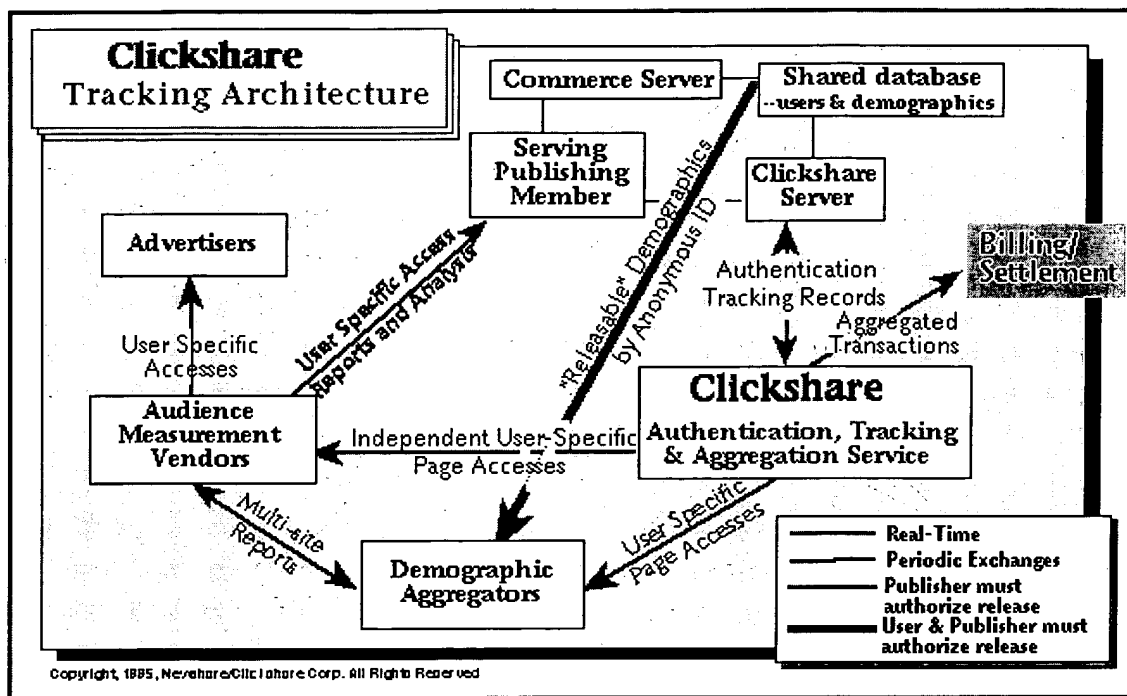 Clickshare
Tracking Architecture
Commerce Server
Shared database
--users & demographics
Serving
Publishing
Member
Clickshare
Server
Advertisers
Billing/
Settlement
User Specific Access
Reports and Analysis
"Releasable" Demographics
by Anonymous ID
Authentication
Tracking Records
Aggregated
Transactions
User Specific
Accesses
Audience
Measurement
Vendors
Independent User-Specific
Page Accesses
Clickshare
Authentication, Tracking
& Aggregation Service
Multi-site
Reports
User Specific
Page Accesses
Demographic
Aggregators
Real-Time
Periodic Exchanges
Publisher must
authorize release
User & Publisher must
authorize release
Copyright, 1995, Newshare/Clickshare Corp. All Rights Reserved